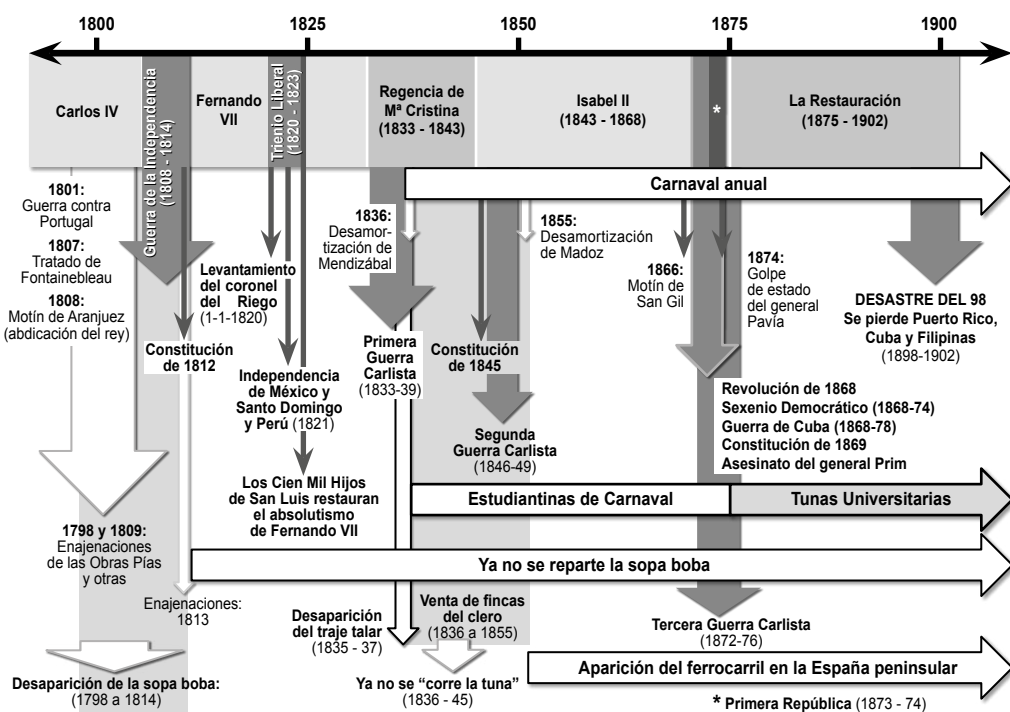 1800
1825
1850
1875
1900
Carlos IV
Guerra de la Independencia
(1808 - 1814)
Fernando
VII
Trienio Liberal
(1820 - 1823)
Regencia de
Mª Cristina
(1833 - 1843)
Isabel II
(1843 - 1868)
*
La Restauración
(1875 - 1902)
Carnaval anual
1801:
Guerra contra
Portugal
1807:
Tratado de
Fontainebleau
1808:
Motín de Aranjuez
(abdicación del rey)
Constitución
de 1812
Levantamiento
del coronel
del Riego
(1-1-1820)
Independencia
de México y
Santo Domingo
y Perú (1821)
Los Cien Mil Hijos
de San Luis restauran
el absolutismo
de Fernando VII
1836:
Desamor-
tización de
Mendizábal
Primera
Guerra
Carlista
(1833-39)
Constitución
de 1845
Segunda
Guerra Carlista
(1846-49)
1855:
Desamortización
de Madoz
1866:
Motín de
San Gil
1874:
Golpe
de estado
del general
Pavía
DESASTRE DEL 98
Se pierde Puerto Rico,
Cuba y Filipinas
(1898-1902)
Revolución de 1868
Sexenio Democrático (1868-74)
Guerra de Cuba (1868-78)
Constitución de 1869
Asesinato del general Prim
Estudiantinas de Carnaval
Tunas Universitarias
1798 y 1809:
Enajenaciones
de las Obras Pías
y otras
Ya no se reparte la sopa boba
Enajenaciones:
1813
Desaparición
del traje talar
(1835 - 37)
Venta de fincas
del clero
(1836 a 1855)
Tercera Guerra Carlista
(1872-76)
Aparición del ferrocarril en la España peninsular
Desaparición de la sopa boba:
(1798 a 1814)
Ya no se “corre la tuna”
(1836 - 45)
* Primera República (1873 - 74)